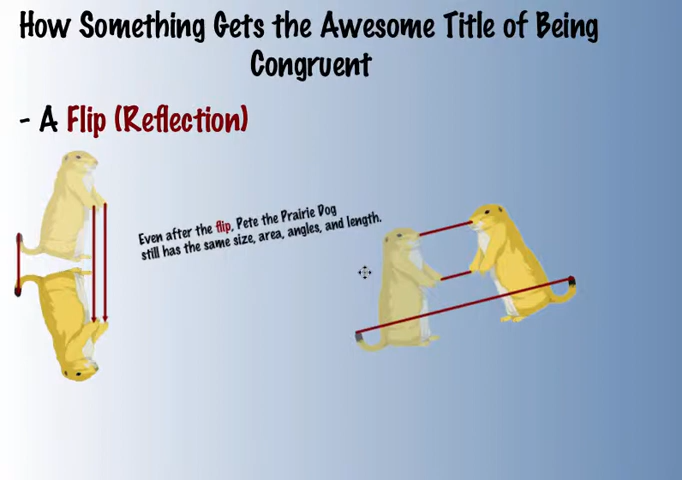 How Something Gets the Awesome Title of Being
Congruent
- A Flip (Reflection)
Even after the flip, Pete the Prairie Dog
still has the same size, area, angles, and length.